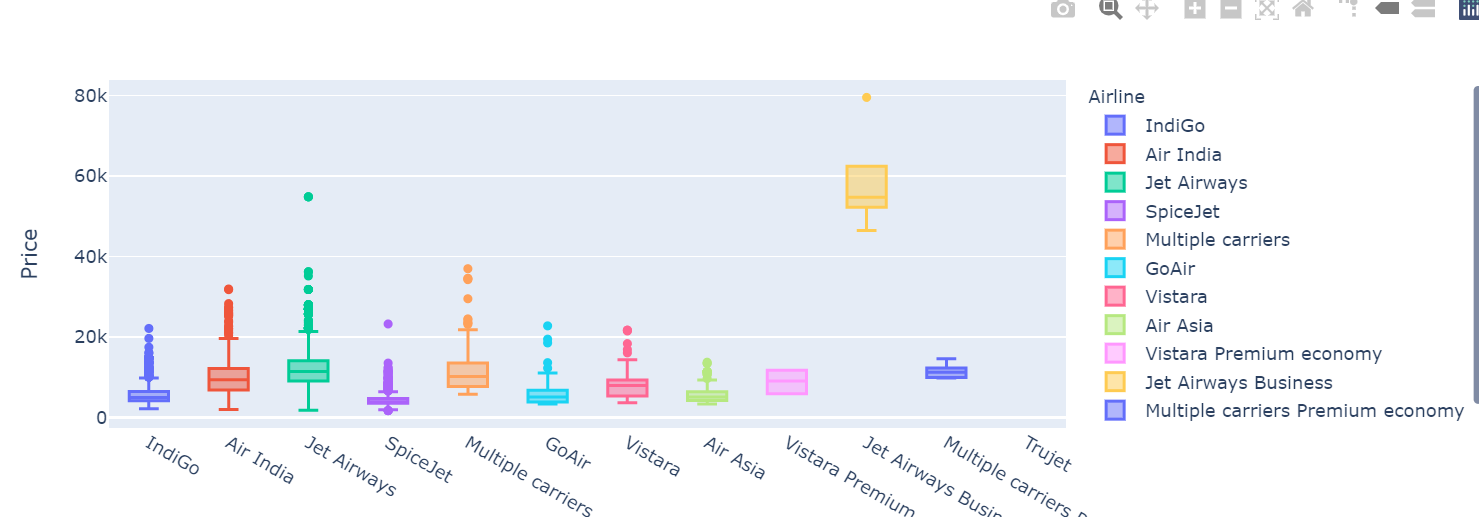 80k
60k
40k
20k
0
Price
IndiGo
Air India
Jet Airways
SpiceJet
Multiple carriers
GoAir
Vistara
Air Asia
Vistara Premium
Jet Airways
Multiple carriers
Trujet
Airline
IndiGo
Air India
Jet Airways
SpiceJet
Multiple carriers
GoAir
Vistara
Air Asia
Vistara Premium economy
Jet Airways Business
Multiple carriers Premium economy